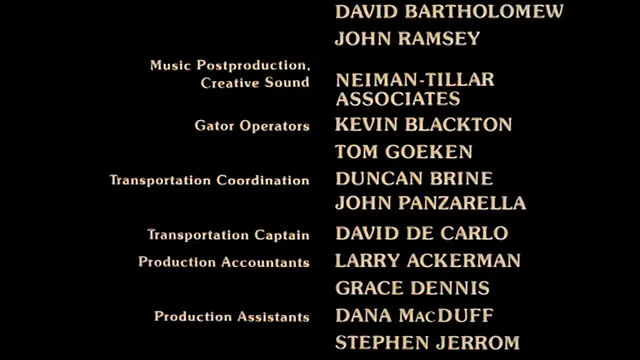 DAVID BARTHOLOMEW
JOHN RAMSEY
Music Postproduction,
Creative Sound
NEIMAN-TILLAR
ASSOCIATES
Gator Operators KEVIN BLACKTON
TOM GOEKEN
Transportation Coordination DUNCAN BRINE
JOHN PANZARELLA
Transportation Captain DAVID DE CARLO
Production Accountants LARRY ACKERMAN
GRACE DENNIS
Production Assistants DANA MACDUFF
STEPHEN JERROM